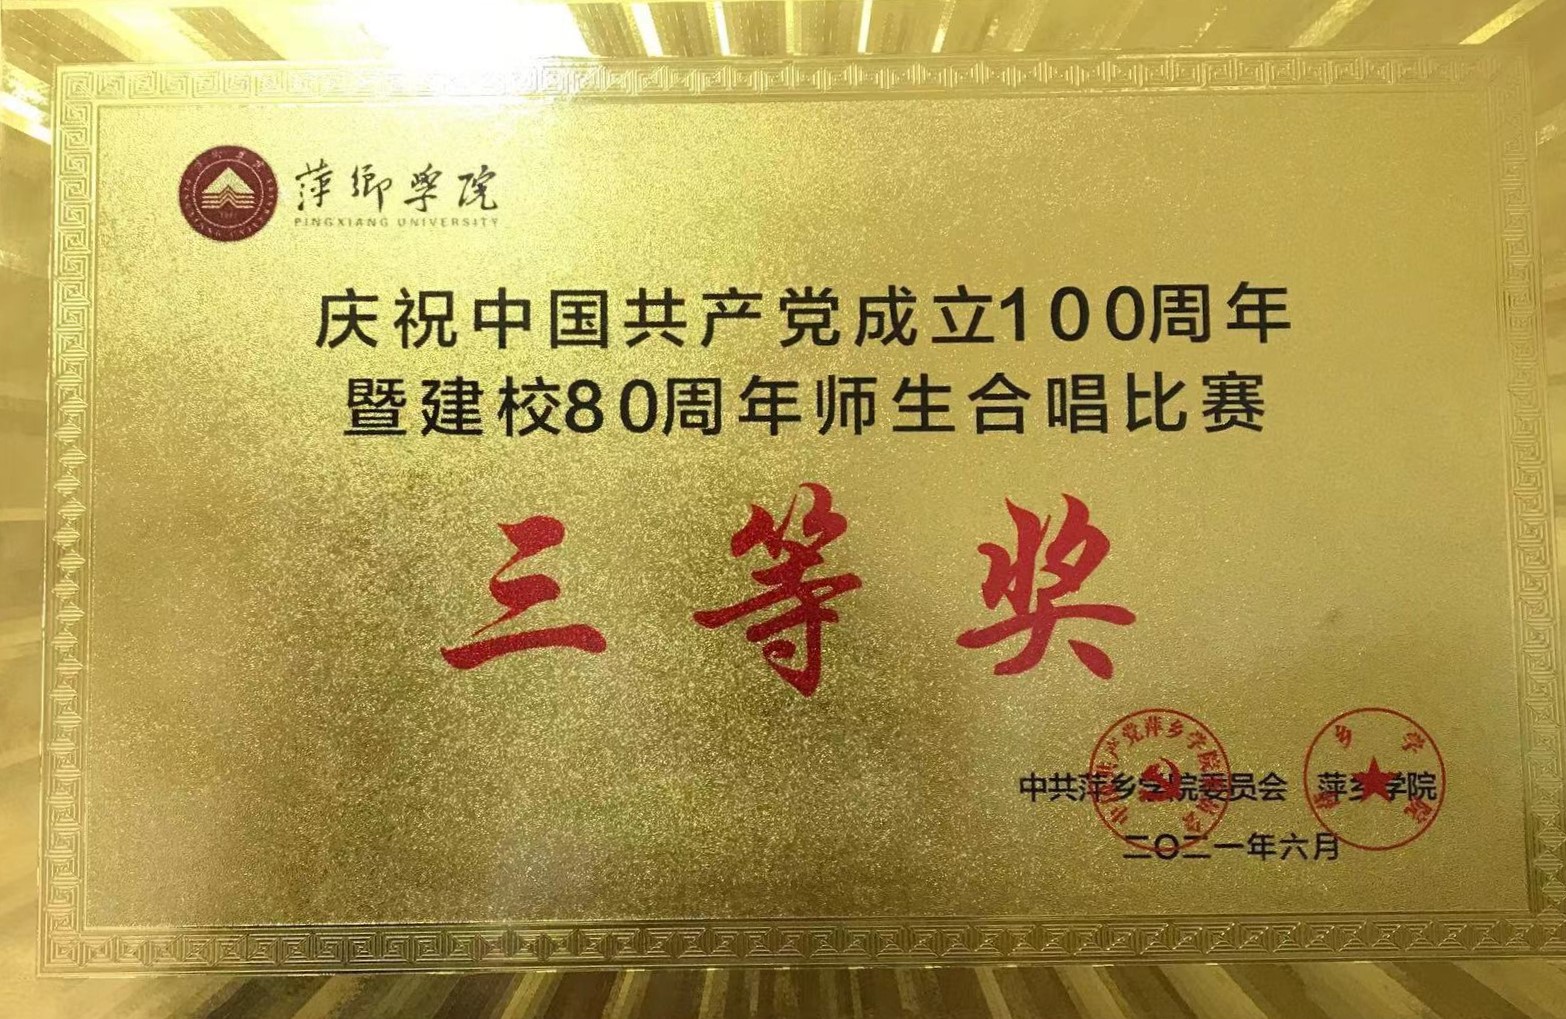 萍乡学院
PINGXIANG UNIVERSITY
庆祝中国共产党成立100周年
暨建校80周年师生合唱比赛
三等奖
中共萍乡学院委员会 萍乡学院
二〇二一年六月